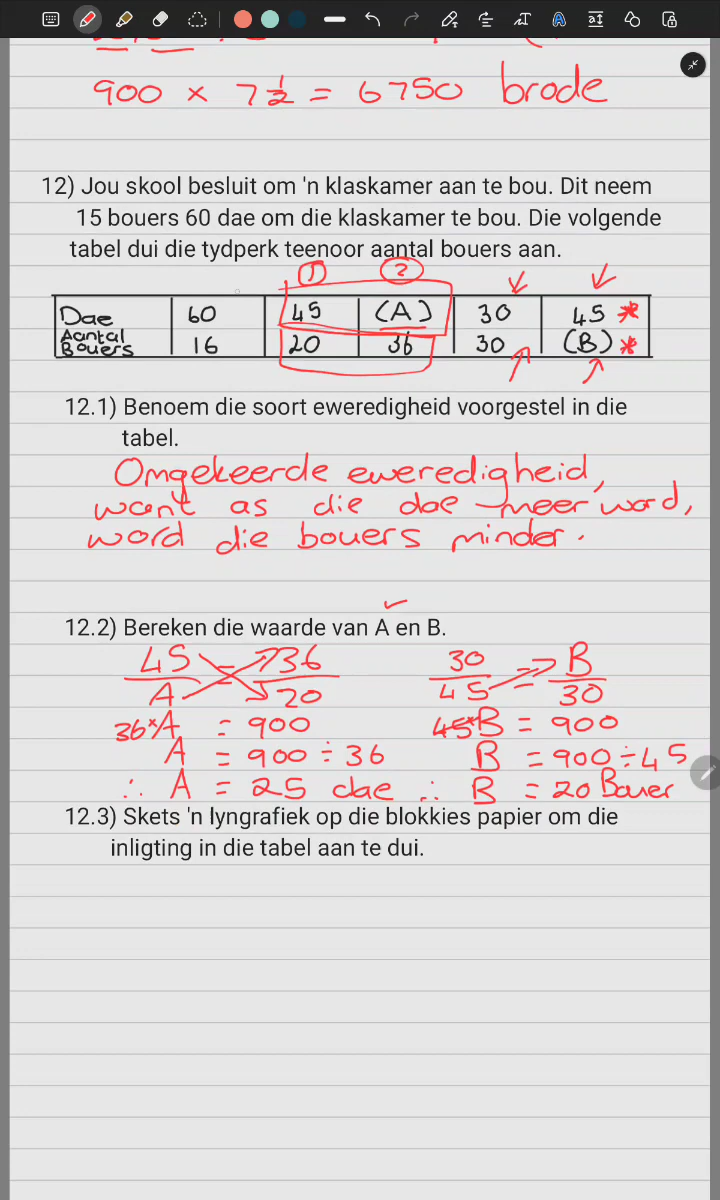 900 × 7 ½ = 6750 brode
12) Jou skool besluit om 'n klaskamer aan te bou. Dit neem
15 bouers 60 dae om die klaskamer te bou. Die volgende
tabel dui die tydperk teenoor aantal bouers aan.
① ②
Dae 60 45 (A) 30 45 *
Aantal Bouers 16 20 36 30 (B) *
12.1) Benoem die soort eweredigheid voorgestel in die
tabel.
Omgekeerde eweredigheid,
want as die dae meer word,
word die bouers minder.
12.2) Bereken die waarde van A en B.
45/A = 36/20 30/45 = B/30
36×A = 900 45×B = 900
A = 900 ÷ 36 B = 900 ÷ 45
∴ A = 25 dae ∴ B = 20 Bouer
12.3) Skets 'n lyngrafiek op die blokkies papier om die
inligting in die tabel aan te dui.